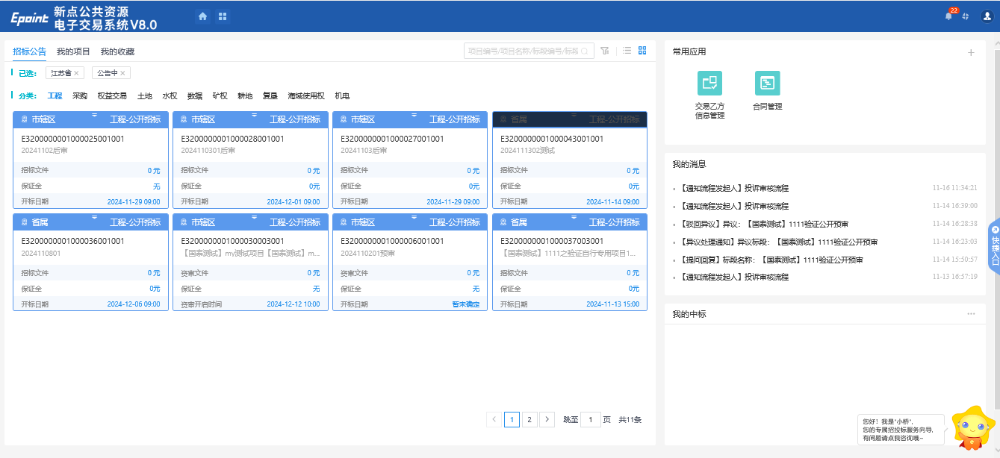 Epoint 新点公共资源
电子交易系统V8.0
22
招标公告 我的项目 我的收藏
项目编号/项目名称/标段编号/标段
已选: 江苏省 × 公告中 ×
分类: 工程 采购 权益交易 土地 水权 数据 矿权 耕地 复垦 海域使用权 机电
市辖区 工程-公开招标
E3200000001000025001001
20241102后审
招标文件 0 元
保证金 无
开标日期 2024-11-29 09:00
市辖区 工程-公开招标
E3200000001000028001001
2024110301后审
招标文件 0 元
保证金 0元
开标日期 2024-12-01 09:00
市辖区 工程-公开招标
E3200000001000027001001
20241103后审
招标文件 0 元
保证金 0元
开标日期 2024-11-29 09:00
省属 工程-公开招标
E3200000001000043001001
2024111302测试
招标文件 0 元
保证金 0元
开标日期 2024-11-14 09:00
省属 工程-公开招标
E3200000001000036001001
2024110801
招标文件 0 元
保证金 0元
开标日期 2024-12-06 09:00
市辖区 工程-公开招标
E3200000001000030003001
【国泰测试】my测试项目【国泰测试】m...
资审文件 0 元
保证金 无
资审开启时间 2024-12-12 10:00
市辖区 工程-公开招标
E3200000001000006001001
2024110201预审
资审文件 0 元
保证金 无
开标日期 暂未确定
省属 工程-公开招标
E3200000001000037003001
【国泰测试】1111之验证自行专用项目1...
招标文件 0 元
保证金 0元
开标日期 2024-11-13 15:00
1 2 跳至 1 页 共11条
常用应用
交易乙方
信息管理
合同管理
我的消息
【通知流程发起人】投诉审核流程 11-16 11:34:21
【通知流程发起人】投诉审核流程 11-14 16:39:00
【驳回异议】异议：【国泰测试】1111验证公开预审 11-14 16:28:38
【异议处理通知】异议标段：【国泰测试】1111验证公开预审 11-14 16:23:03
【提问回复】标段名称：【国泰测试】1111验证公开预审 11-14 15:50:57
【通知流程发起人】投诉审核流程 11-13 16:57:19
快捷入口
我的中标
您好！我是"小桥"，
您的专属招投标服务向导,
有问题请点我咨询哦~